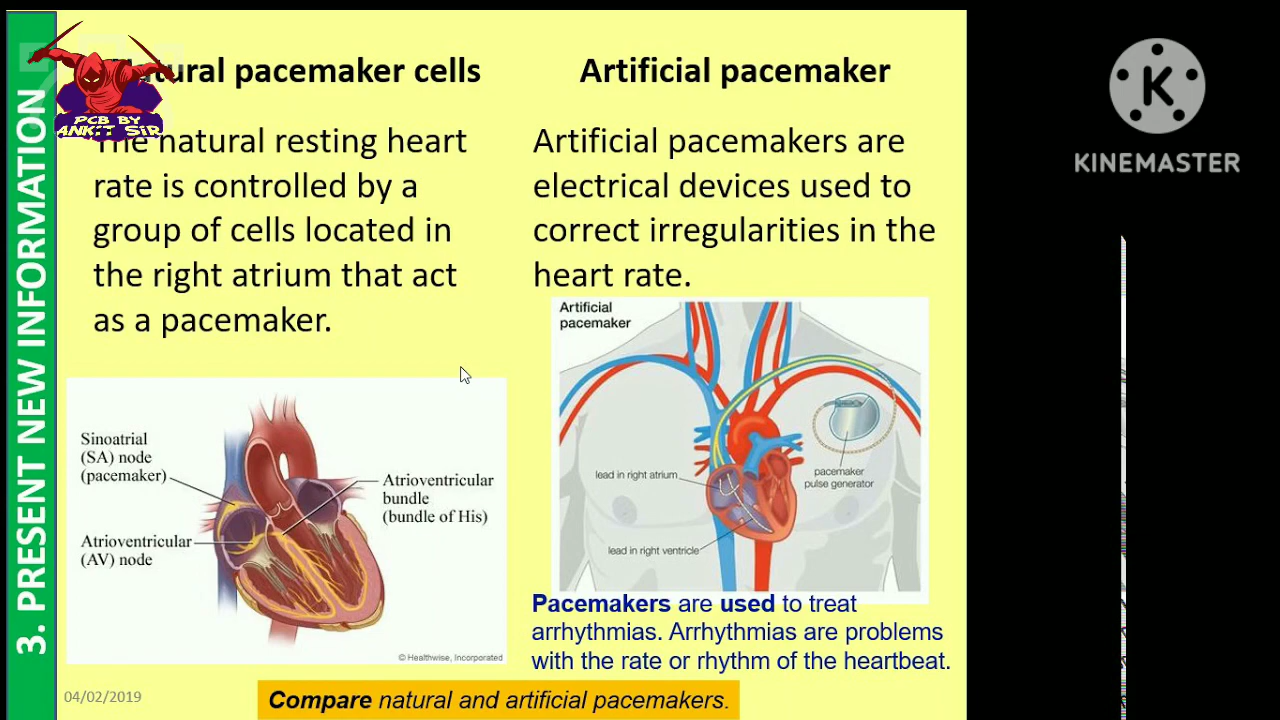 3. PRESENT NEW INFORMATION
Natural pacemaker cells
PCB BY
ANKIT SIR
The natural resting heart
rate is controlled by a
group of cells located in
the right atrium that act
as a pacemaker.
Sinoatrial
(SA) node
(pacemaker)
Atrioventricular
bundle
(bundle of His)
Atrioventricular
(AV) node
© Healthwise, Incorporated
04/02/2019
Artificial pacemaker
Artificial pacemakers are
electrical devices used to
correct irregularities in the
heart rate.
Artificial
pacemaker
lead in right atrium
pacemaker
pulse generator
lead in right ventricle
Pacemakers are used to treat
arrhythmias. Arrhythmias are problems
with the rate or rhythm of the heartbeat.
Compare natural and artificial pacemakers.
K
KINEMASTER